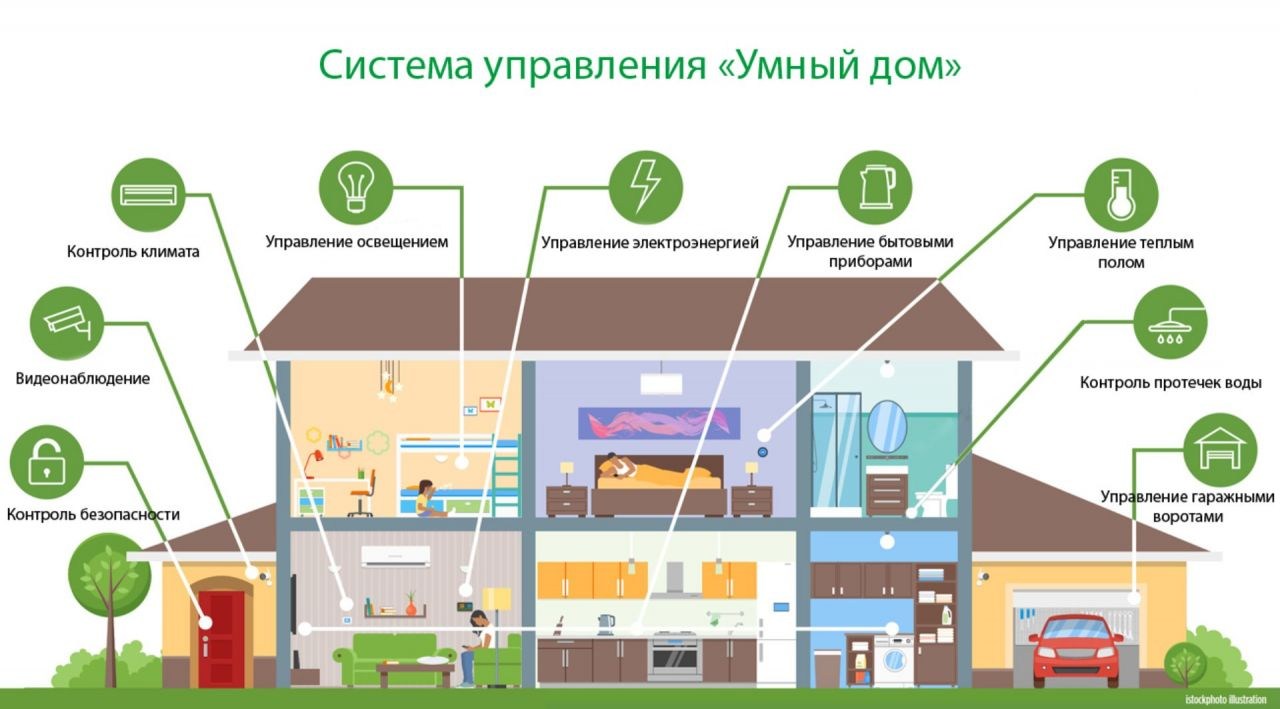 Система управления «Умный дом»
Контроль климата
Управление освещением
Управление электроэнергией
Управление бытовыми
приборами
Управление теплым
полом
Видеонаблюдение
Контроль протечек воды
Контроль безопасности
Управление гаражными
воротами
istockphoto illustration